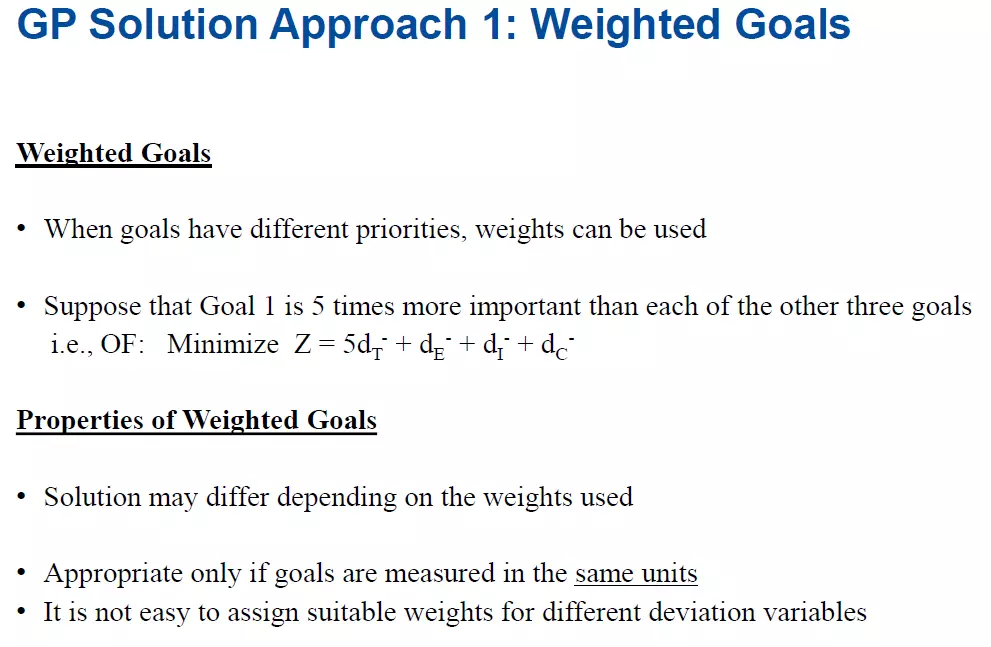 GP Solution Approach 1: Weighted Goals
Weighted Goals
• When goals have different priorities, weights can be used
• Suppose that Goal 1 is 5 times more important than each of the other three goals
i.e., OF: Minimize Z = 5d_T^- + d_E^- + d_I^- + d_C^-
Properties of Weighted Goals
• Solution may differ depending on the weights used
• Appropriate only if goals are measured in the same units
• It is not easy to assign suitable weights for different deviation variables